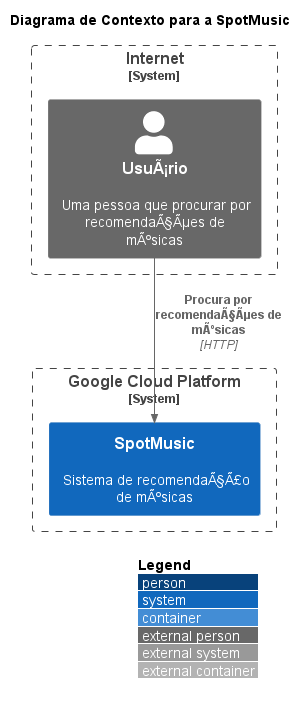 Diagrama de Contexto para a SpotMusic
Internet
[System]
UsuÃ¡rio
Uma pessoa que procurar por
recomendaÃ§Ãµes de
mÃºsicas
Procura por
recomendaÃ§Ãµes de
mÃºsicas
[HTTP]
Google Cloud Platform
[System]
SpotMusic
Sistema de recomendaÃ§Ã£o
de mÃºsicas
Legend
person
system
container
external person
external system
external container